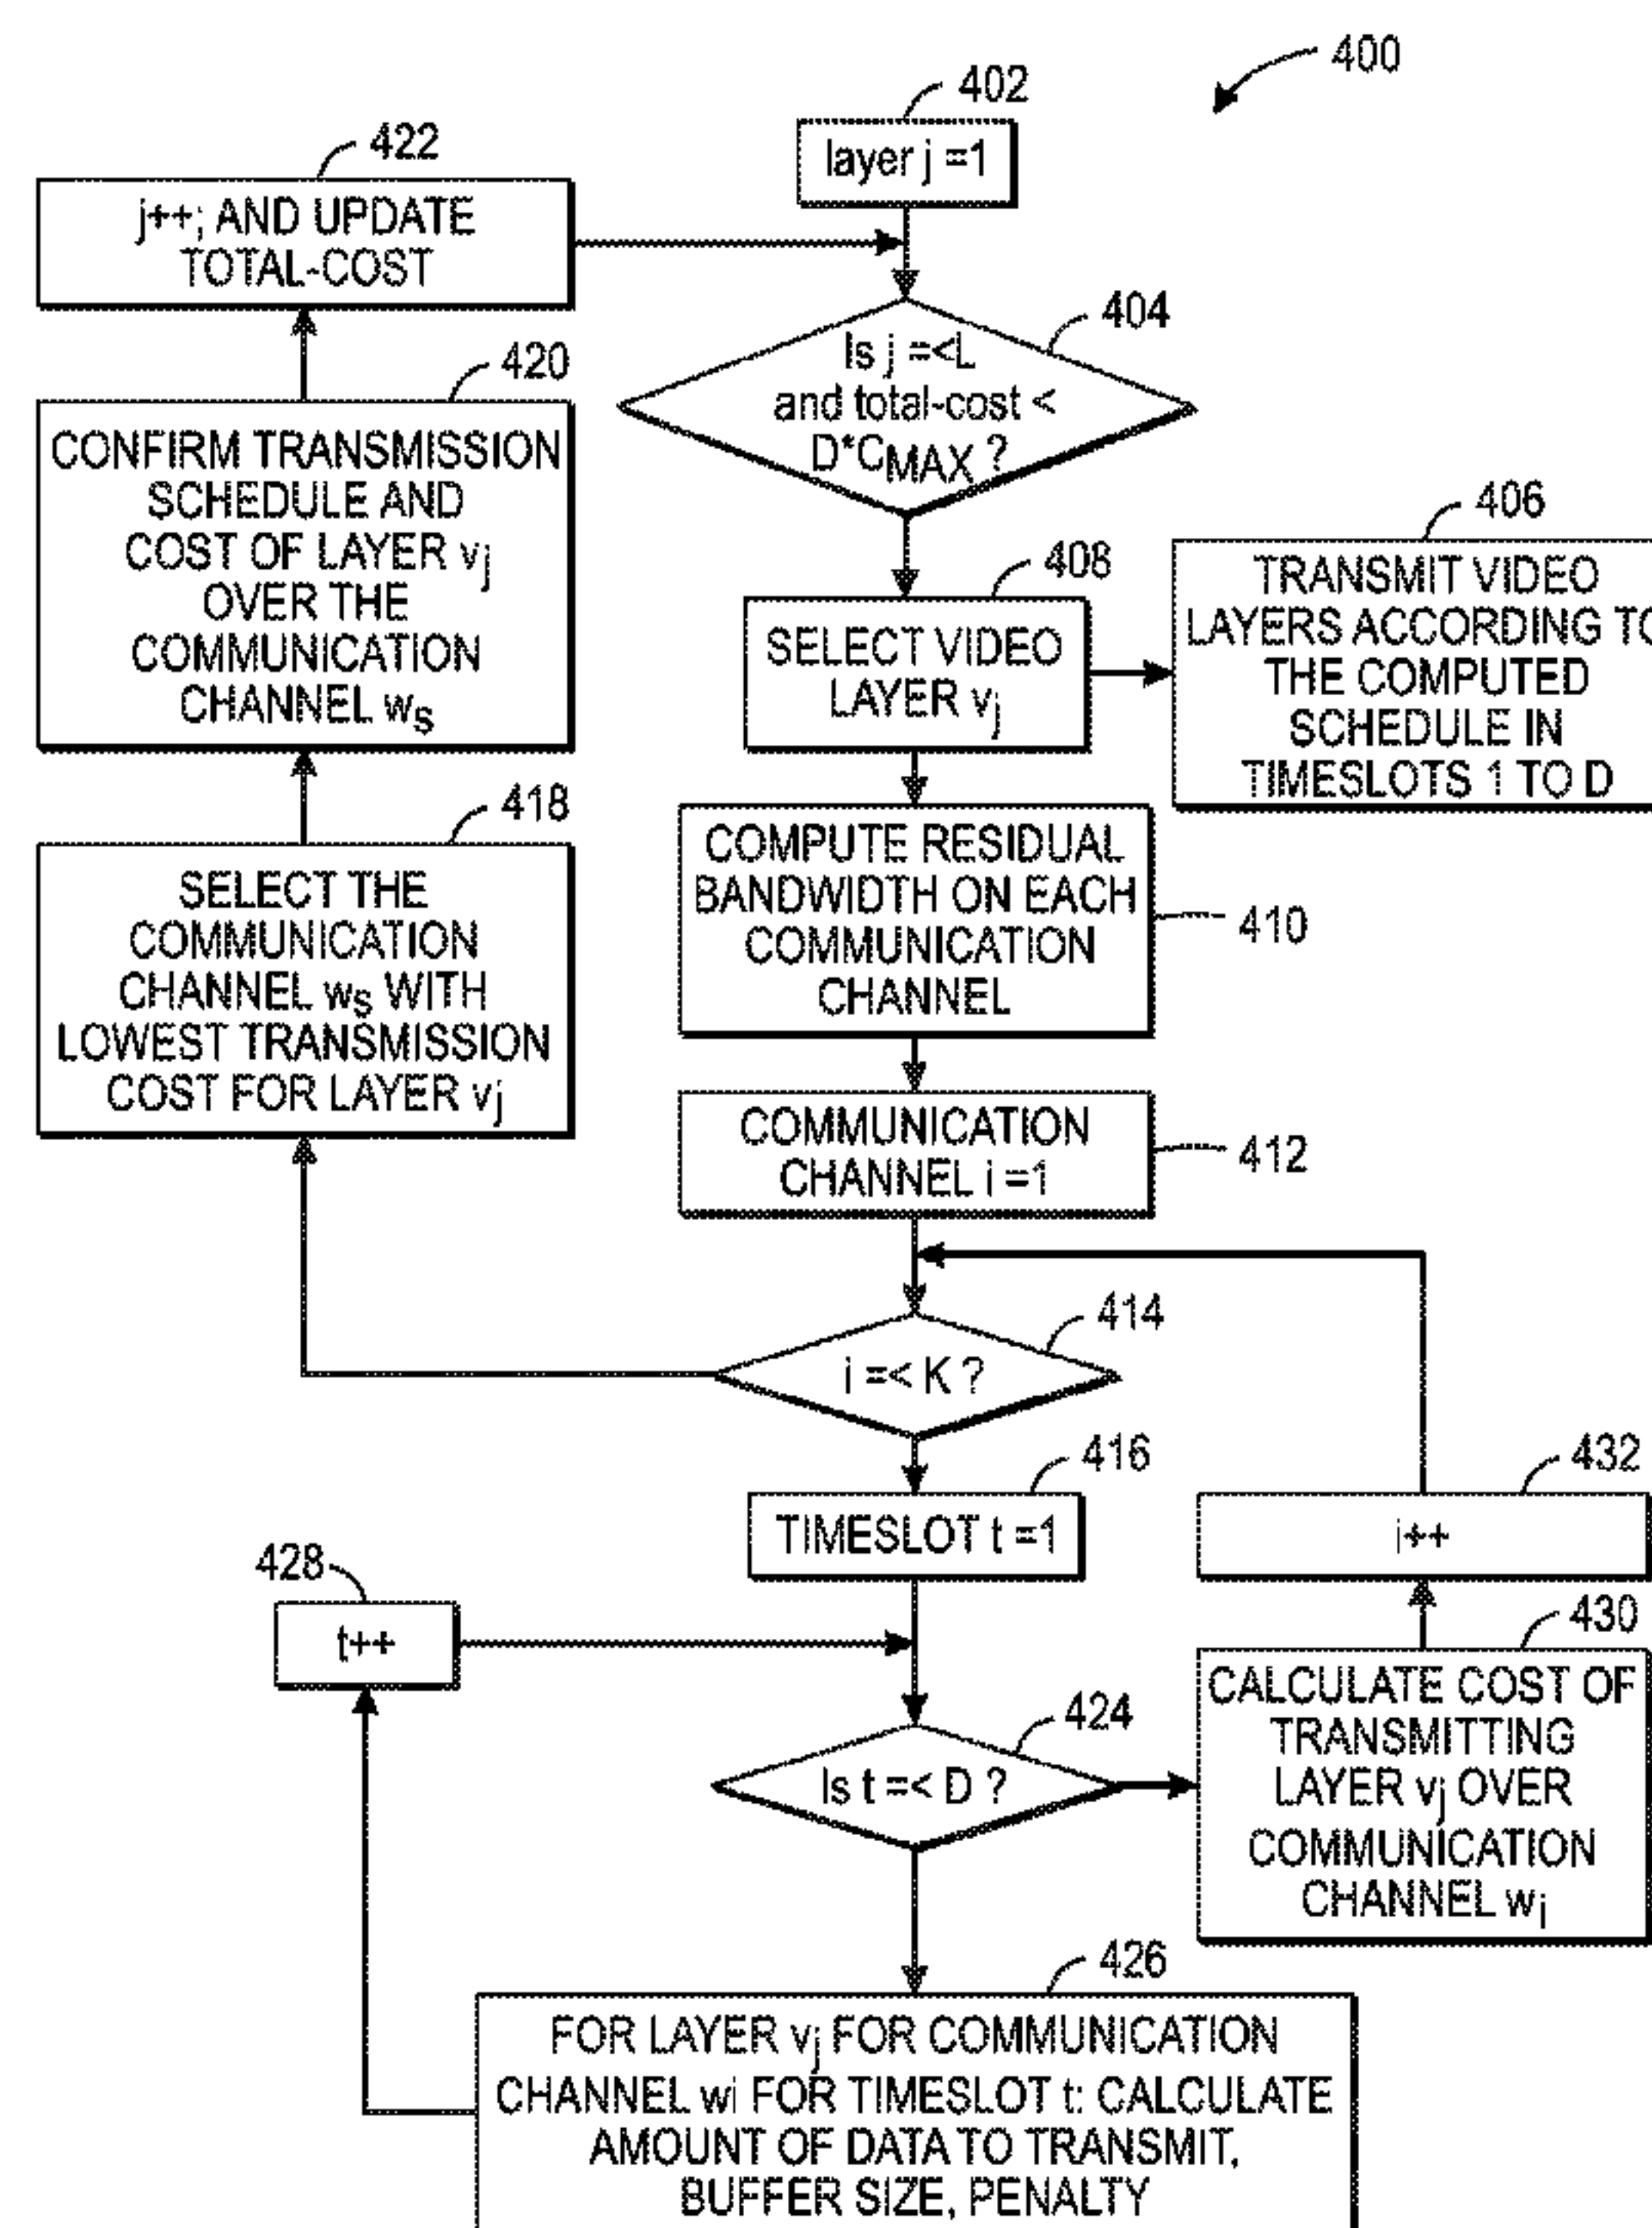 400
402
layer j =1
422
j++; AND UPDATE
TOTAL-COST
404
Is j =<L
and total-cost <
D*CMAX ?
420
CONFIRM TRANSMISSION
SCHEDULE AND
COST OF LAYER vj
OVER THE
COMMUNICATION
CHANNEL ws
406
TRANSMIT VIDEO
LAYERS ACCORDING TO
THE COMPUTED
SCHEDULE IN
TIMESLOTS 1 TO D
408
SELECT VIDEO
LAYER vj
418
SELECT THE
COMMUNICATION
CHANNEL ws WITH
LOWEST TRANSMISSION
COST FOR LAYER vj
COMPUTE RESIDUAL
BANDWIDTH ON EACH
COMMUNICATION
CHANNEL
410
COMMUNICATION
CHANNEL i =1
412
414
i =< K ?
416
TIMESLOT t =1
432
i++
428
t++
424
Is t =< D ?
430
CALCULATE COST OF
TRANSMITTING
LAYER vj OVER
COMMUNICATION
CHANNEL wi
426
FOR LAYER vj FOR COMMUNICATION
CHANNEL wi FOR TIMESLOT t: CALCULATE
AMOUNT OF DATA TO TRANSMIT,
BUFFER SIZE, PENALTY